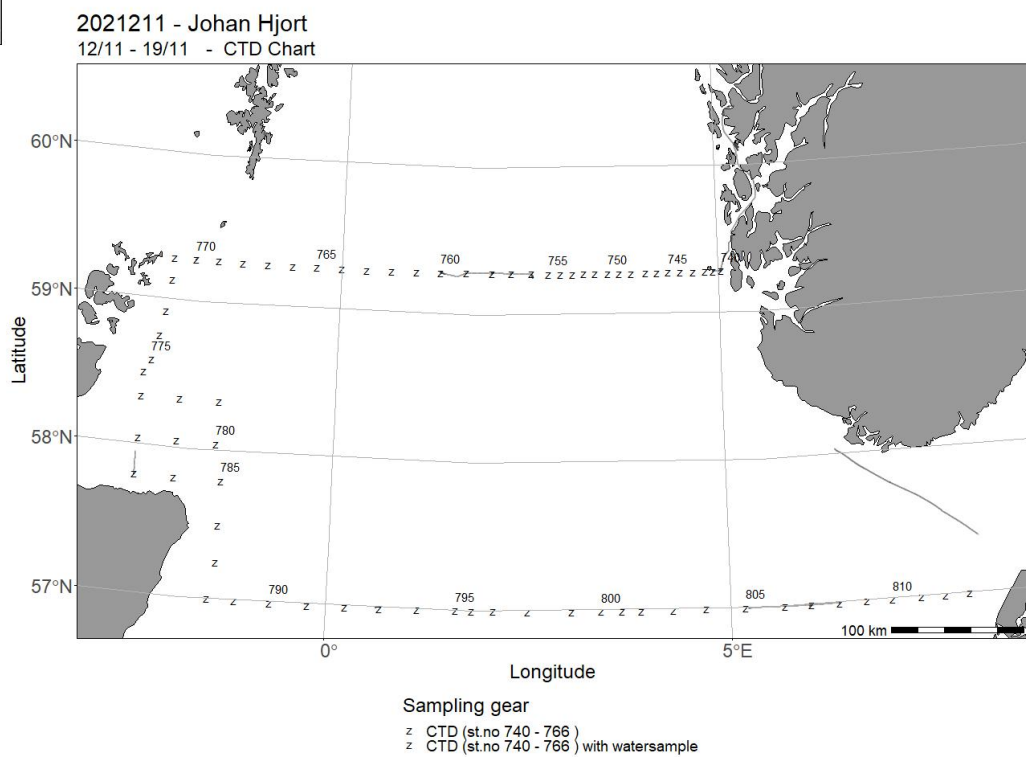 2021211 - Johan Hjort
12/11 - 19/11 - CTD Chart
60°N
59°N
58°N
57°N
Latitude
770
765
760
755
750
745
740
775
780
785
790
795
800
805
810
100 km
0°
5°E
Longitude
Sampling gear
z CTD (st.no 740 - 766 )
z CTD (st.no 740 - 766 ) with watersample